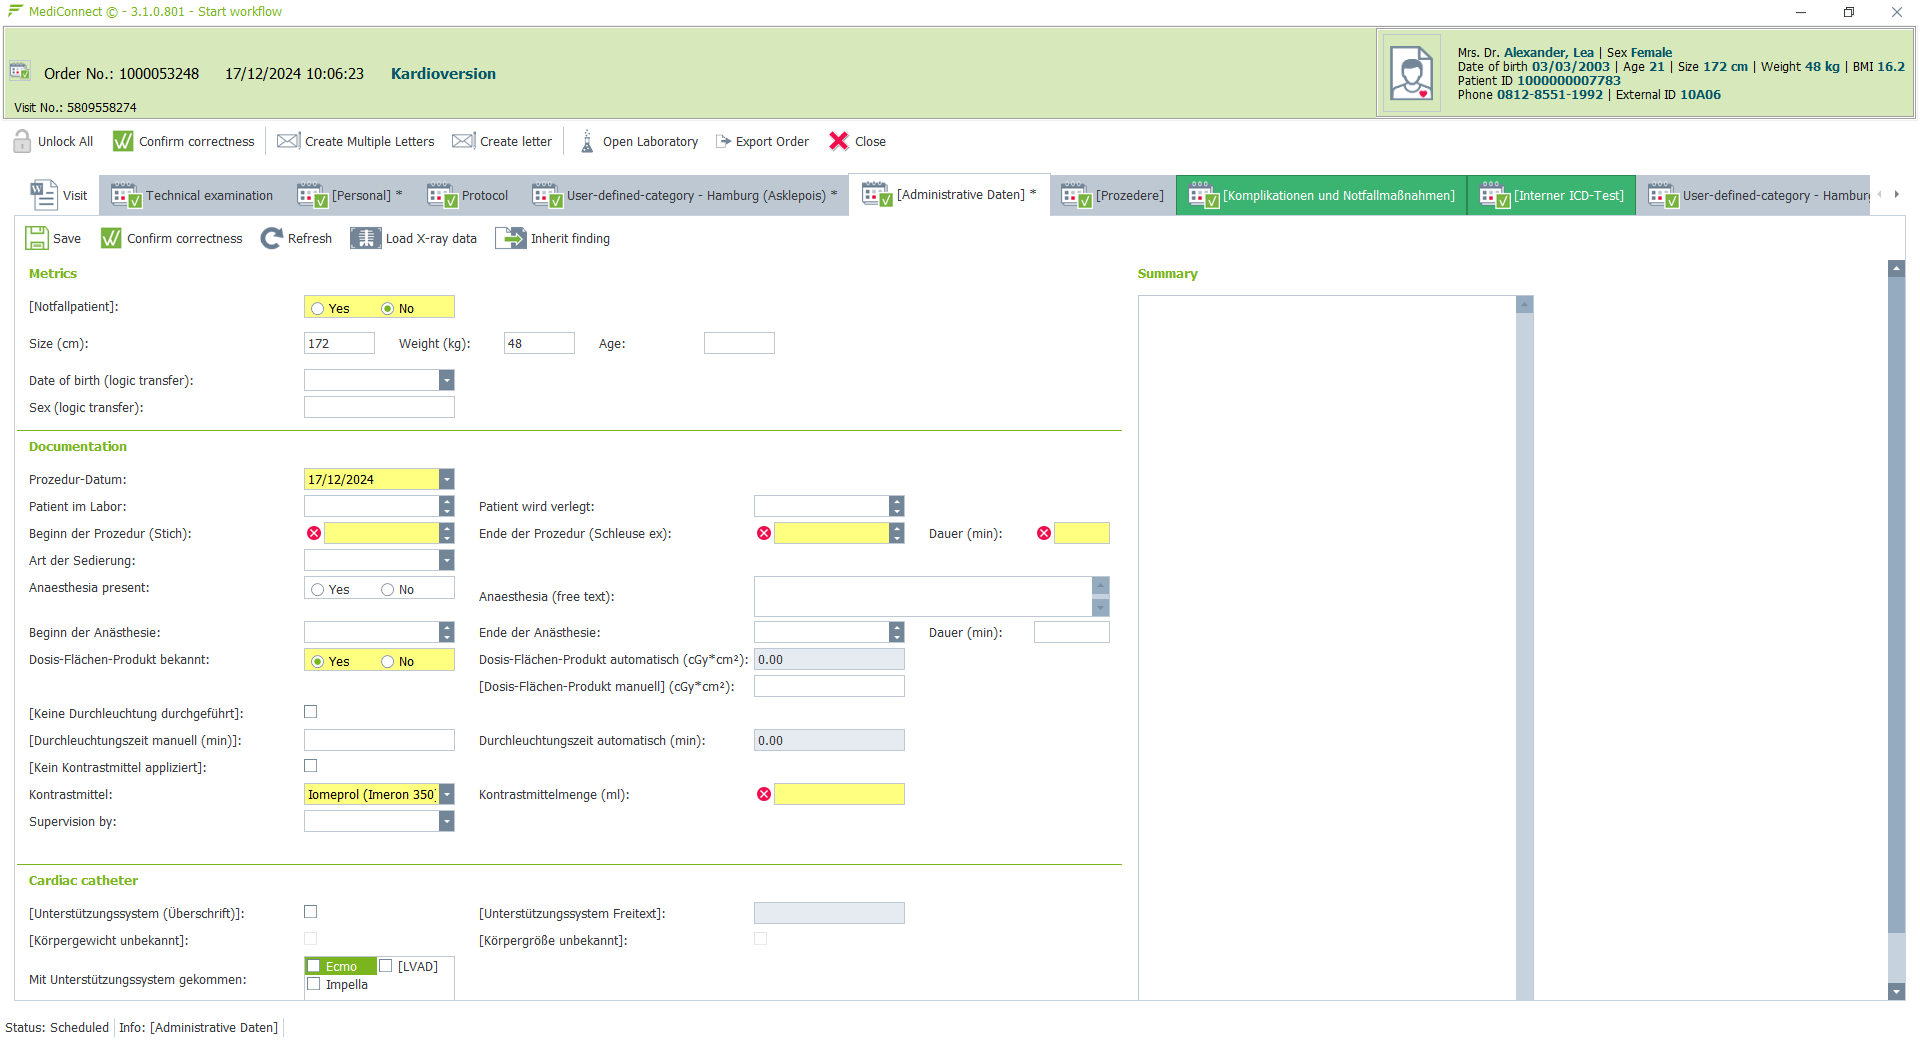 MediConnect © - 3.1.0.801 - Start workflow
Order No.: 1000053248 17/12/2024 10:06:23 Kardioversion
Visit No.: 5809558274
Mrs. Dr. Alexander, Lea | Sex Female
Date of birth 03/03/2003 | Age 21 | Size 172 cm | Weight 48 kg | BMI 16.2
Patient ID 1000000007783
Phone 0812-8551-1992 | External ID 10A06
Unlock All Confirm correctness Create Multiple Letters Create letter Open Laboratory Export Order Close
Visit Technical examination [Personal] * Protocol User-defined-category - Hamburg (Asklepois) * [Administrative Daten] * [Prozedere] [Komplikationen und Notfallmaßnahmen] [Interner ICD-Test] User-defined-category - Hamburg
Save Confirm correctness Refresh Load X-ray data Inherit finding
Metrics
[Notfallpatient]: Yes No
Size (cm): 172 Weight (kg): 48 Age:
Date of birth (logic transfer):
Sex (logic transfer):
Documentation
Prozedur-Datum: 17/12/2024
Patient im Labor: Patient wird verlegt:
Beginn der Prozedur (Stich): Ende der Prozedur (Schleuse ex): Dauer (min):
Art der Sedierung:
Anaesthesia present: Yes No Anaesthesia (free text):
Beginn der Anästhesie: Ende der Anästhesie: Dauer (min):
Dosis-Flächen-Produkt bekannt: Yes No Dosis-Flächen-Produkt automatisch (cGy*cm²): 0.00
[Dosis-Flächen-Produkt manuell] (cGy*cm²):
[Keine Durchleuchtung durchgeführt]:
[Durchleuchtungszeit manuell (min)]: Durchleuchtungszeit automatisch (min): 0.00
[Kein Kontrastmittel appliziert]:
Kontrastmittel: Iomeprol (Imeron 350) Kontrastmittelmenge (ml):
Supervision by:
Cardiac catheter
[Unterstützungssystem (Überschrift)]: [Unterstützungssystem Freitext]:
[Körpergewicht unbekannt]: [Körpergröße unbekannt]:
Mit Unterstützungssystem gekommen: Ecmo [LVAD]
Impella
Summary
Status: Scheduled Info: [Administrative Daten]